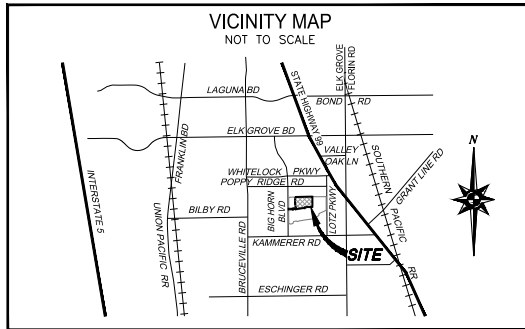 VICINITY MAP
NOT TO SCALE
LAGUNA BD
BOND RD
ELK GROVE
FLORIN RD
STATE HIGHWAY 99
ELK GROVE BD
FRANKLIN BD
VALLEY
OAK LN
SOUTHERN PACIFIC RR
GRANT LINE RD
N
WHITELOCK PKWY
POPPY RIDGE RD
INTERSTATE 5
UNION PACIFIC RR
BILBY RD
BRUCEVILLE RD
BIG HORN
BLVD
LOTZ PKWY
KAMMERER RD
SITE
ESCHINGER RD